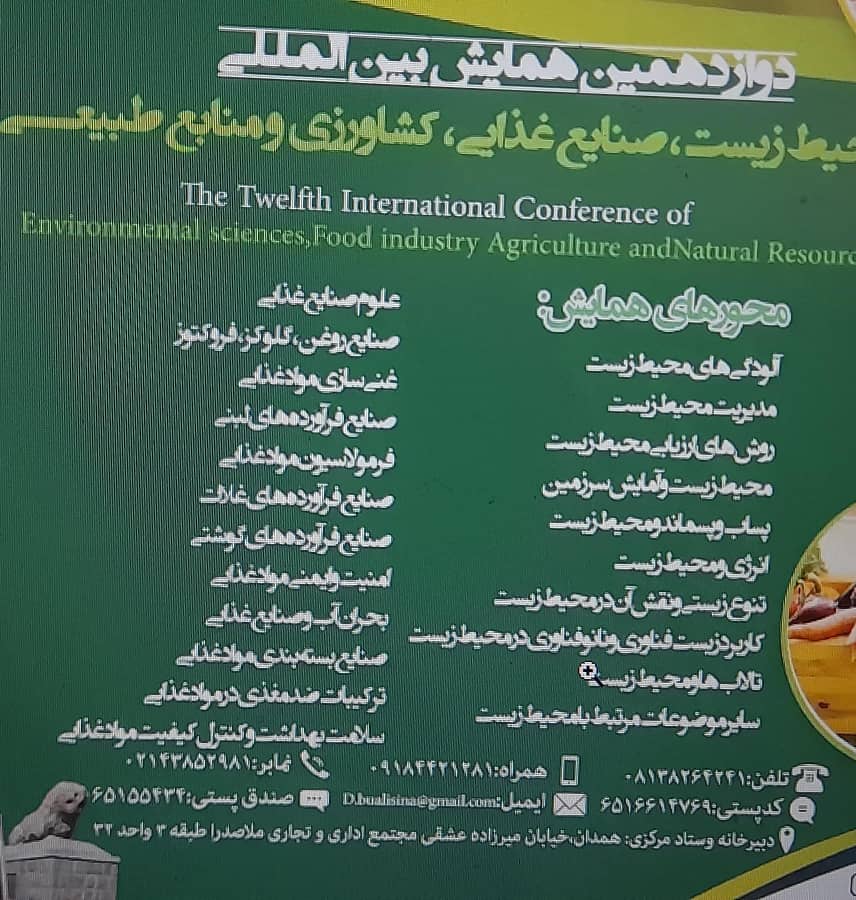 دوازدهمین همایش بین المللی
محیط زیست، صنایع غذایی، کشاورزی و منابع طبیعی
The Twelfth International Conference of
Environmental sciences,Food industry Agriculture andNatural Resourc
محورهای همایش:
آلودگی های محیط زیست
مدیریت محیط زیست
روش های ارزیابی محیط زیست
محیط زیست و آمایش سرزمین
پساب و پسماند و محیط زیست
انرژی و محیط زیست
تنوع زیستی و نقش آن در محیط زیست
کاربرد زیست فناوری و نانو فناوری در محیط زیست
تالاب ها و محیط زیست
سایر موضوعات مرتبط با محیط زیست
علوم صنایع غذایی
صنایع روغن، گلوکز، فروکتوز
غنی سازی مواد غذایی
صنایع فرآورده های لبنی
فرمولاسیون مواد غذایی
صنایع فرآورده های غلات
صنایع فرآورده های گوشتی
امنیت و ایمنی مواد غذایی
بحران آب و صنایع غذایی
صنایع بسته بندی مواد غذایی
ترکیبات ضد مغذی در مواد غذایی
سلامت بهداشت و کنترل کیفیت مواد غذایی
تلفن: ۰۸۱۳۸۲۶۴۲۴۱ همراه: ۰۹۱۸۴۴۲۱۲۸۱ نمابر: ۰۲۱۴۳۸۵۲۹۸۱
کدپستی: ۶۵۱۶۶۱۴۷۶۹ ایمیل: D.bualisina@gmail.com صندق پستی: ۶۵۱۵۵۴۳۴
دبیرخانه وستاد مرکزی: همدان،خیابان میرزاده عشقی مجتمع اداری و تجاری ملاصدرا طبقه ۳ واحد ۳۲